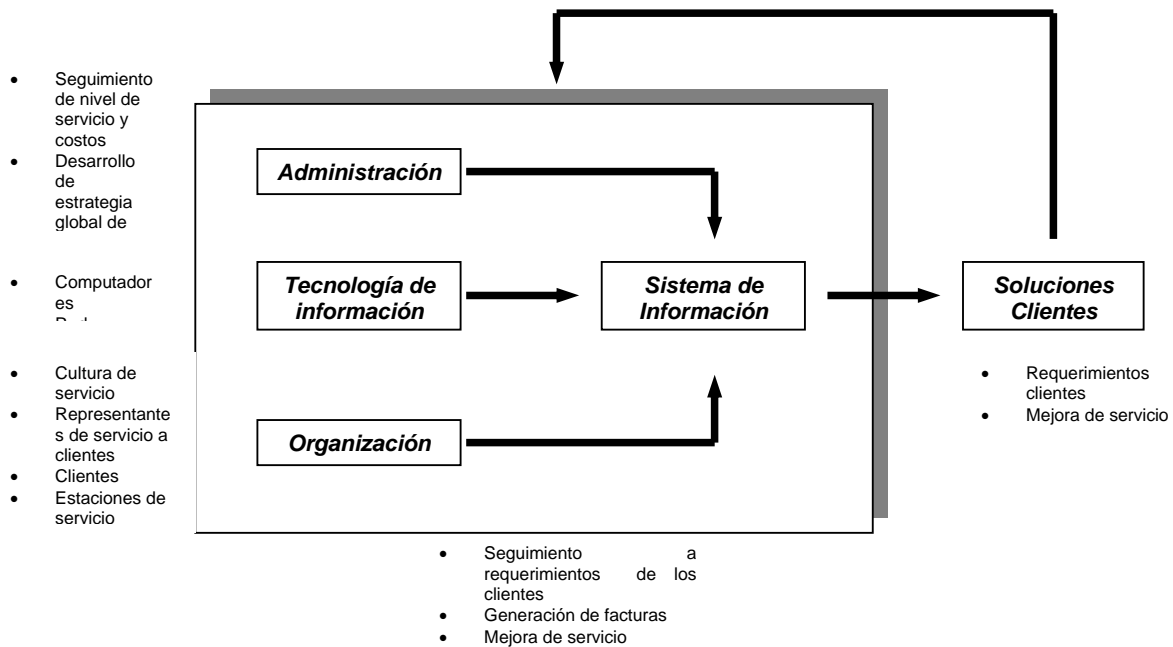 • Seguimiento
de nivel de
servicio y
costos
• Desarrollo
de
estrategia
global de
• Computador
es
• Cultura de
servicio
• Representante
s de servicio a
clientes
• Clientes
• Estaciones de
servicio
Administración
Tecnología de
información
Organización
Sistema de
Información
Soluciones
Clientes
• Requerimientos
clientes
• Mejora de servicio
• Seguimiento a
requerimientos de los
clientes
• Generación de facturas
• Mejora de servicio